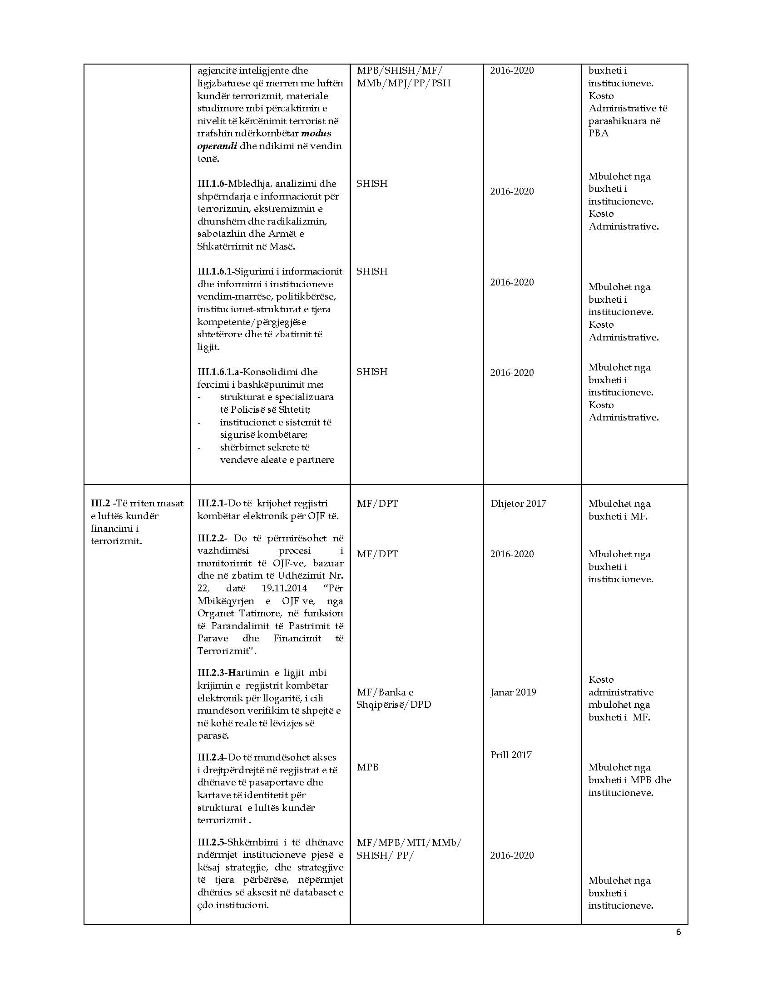 agjencitë inteligjente dhe
ligjzbatuese që merren me luftën
kundër terrorizmit, materiale
studimore mbi përcaktimin e
nivelit të kërcënimit terrorist në
rrafshin ndërkombëtar modus
operandi dhe ndikimi në vendin
tonë.
III.1.6-Mbledhja, analizimi dhe
shpërndarja e informacionit për
terrorizmin, ekstremizmin e
dhunshëm dhe radikalizmin,
sabotazhin dhe Armët e
Shkatërrimit në Masë.
III.1.6.1-Sigurimi i informacionit
dhe informimi i institucioneve
vendim-marrëse, politikbërëse,
institucionet-strukturat e tjera
kompetente/përgjegjëse
shtetërore dhe të zbatimit të
ligjit.
III.1.6.1.a-Konsolidimi dhe
forcimi i bashkëpunimit me:
- strukturat e specializuara
të Policisë së Shtetit;
- institucionet e sistemit të
sigurisë kombëtare;
- shërbimet sekrete të
vendeve aleate e partnere
MPB/SHISH/MF/
MMb/MPJ/PP/PSH
SHISH
SHISH
SHISH
2016-2020
2016-2020
2016-2020
2016-2020
buxheti i
institucioneve.
Kosto
Administrative të
parashikuara në
PBA
Mbulohet nga
buxheti i
institucioneve.
Kosto
Administrative.
Mbulohet nga
buxheti i
institucioneve.
Kosto
Administrative.
Mbulohet nga
buxheti i
institucioneve.
Kosto
Administrative.
III.2 -Të rriten masat
e luftës kundër
financimi i
terrorizmit.
III.2.1-Do të krijohet regjistri
kombëtar elektronik për OJF-të.
III.2.2- Do të përmirësohet në
vazhdimësi procesi i
monitorimit të OJF-ve, bazuar
dhe në zbatim të Udhëzimit Nr.
22, datë 19.11.2014 “Për
Mbikëqyrjen e OJF-ve, nga
Organet Tatimore, në funksion
të Parandalimit të Pastrimit të
Parave dhe Financimit të
Terrorizmit”.
III.2.3-Hartimin e ligjit mbi
krijimin e regjistrit kombëtar
elektronik për llogaritë, i cili
mundëson verifikim të shpejtë e
në kohë reale të lëvizjes së
parasë.
III.2.4-Do të mundësohet akses
i drejtpërdrejtë në regjistrat e të
dhënave të pasaportave dhe
kartave të identitetit për
strukturat e luftës kundër
terrorizmit .
III.2.5-Shkëmbimi i të dhënave
ndërmjet institucioneve pjesë e
kësaj strategjie, dhe strategjive
të tjera përbërëse, nëpërmjet
dhënies së aksesit në databaset e
çdo institucioni.
MF/DPT
MF/DPT
MF/Banka e
Shqipërisë/DPD
MPB
MF/MPB/MTI/MMb/
SHISH/ PP/
Dhjetor 2017
2016-2020
Janar 2019
Prill 2017
2016-2020
Mbulohet nga
buxheti i MF.
Mbulohet nga
buxheti i
institucioneve.
Kosto
administrative
mbulohet nga
buxheti i MF.
Mbulohet nga
buxheti i MPB dhe
institucioneve.
Mbulohet nga
buxheti i
institucioneve.
6